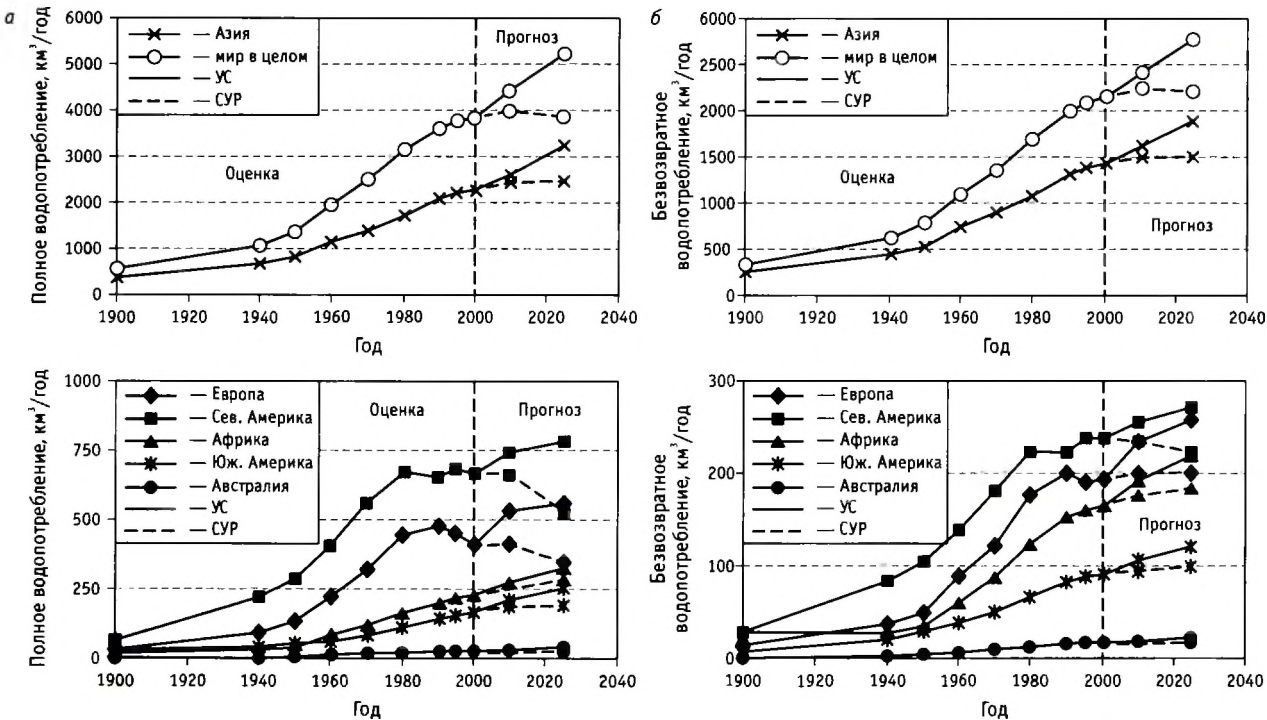 а
Полное водопотребление, км³/год
6000
5000
4000
3000
2000
1000
0
— Азия
— мир в целом
— УС
— СУР
Прогноз
Оценка
1900 1920 1940 1960 1980 2000 2020 2040
Год
б
Безвозвратное
водопотребление, км³/год
6000
2500
2000
1500
1000
500
0
— Азия
— мир в целом
— УС
— СУР
Оценка
Прогноз
1900 1920 1940 1960 1980 2000 2020 2040
Год
Полное водопотребление, км³/год
1000
750
500
250
0
— Европа
— Сев. Америка
— Африка
— Юж. Америка
— Австралия
— УС
— СУР
Оценка
Прогноз
1900 1920 1940 1960 1980 2000 2020 2040
Год
Безвозвратное
водопотребление, км³/год
300
200
100
0
— Европа
— Сев. Америка
— Африка
— Юж. Америка
— Австралия
— УС
— СУР
Прогноз
1900 1920 1940 1960 1980 2000 2020 2040
Год